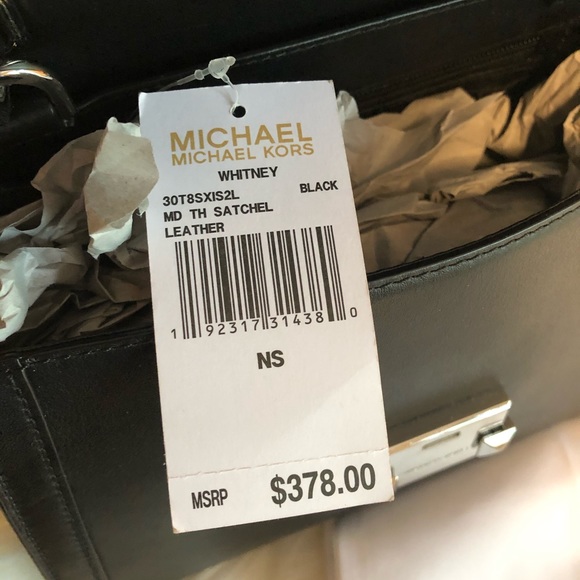 MICHAEL
MICHAEL KORS
WHITNEY
30T8SXIS2L BLACK
MD TH SATCHEL
LEATHER
1 92317 31438 0
NS
MSRP $378.00